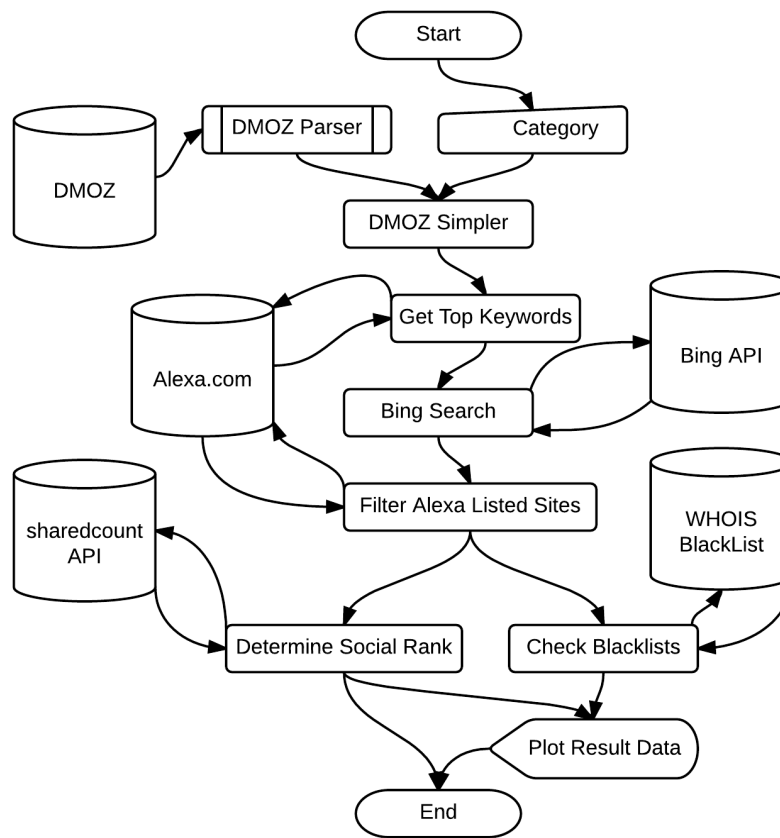 Start
DMOZ Parser
Category
DMOZ
DMOZ Simpler
Get Top Keywords
Alexa.com
Bing API
Bing Search
Filter Alexa Listed Sites
sharedcount
API
WHOIS
BlackList
Determine Social Rank
Check Blacklists
Plot Result Data
End